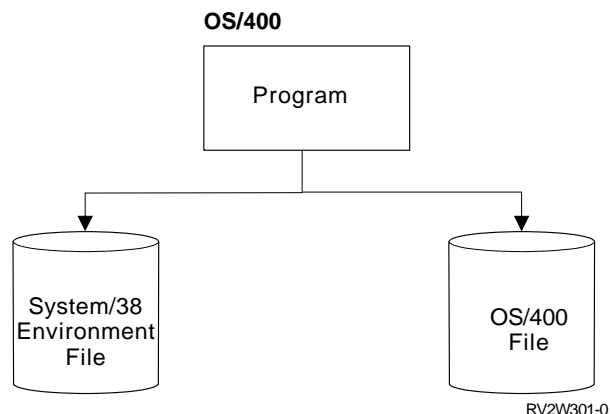 OS/400
Program
System/38
Environment
File
OS/400
File
RV2W301-0